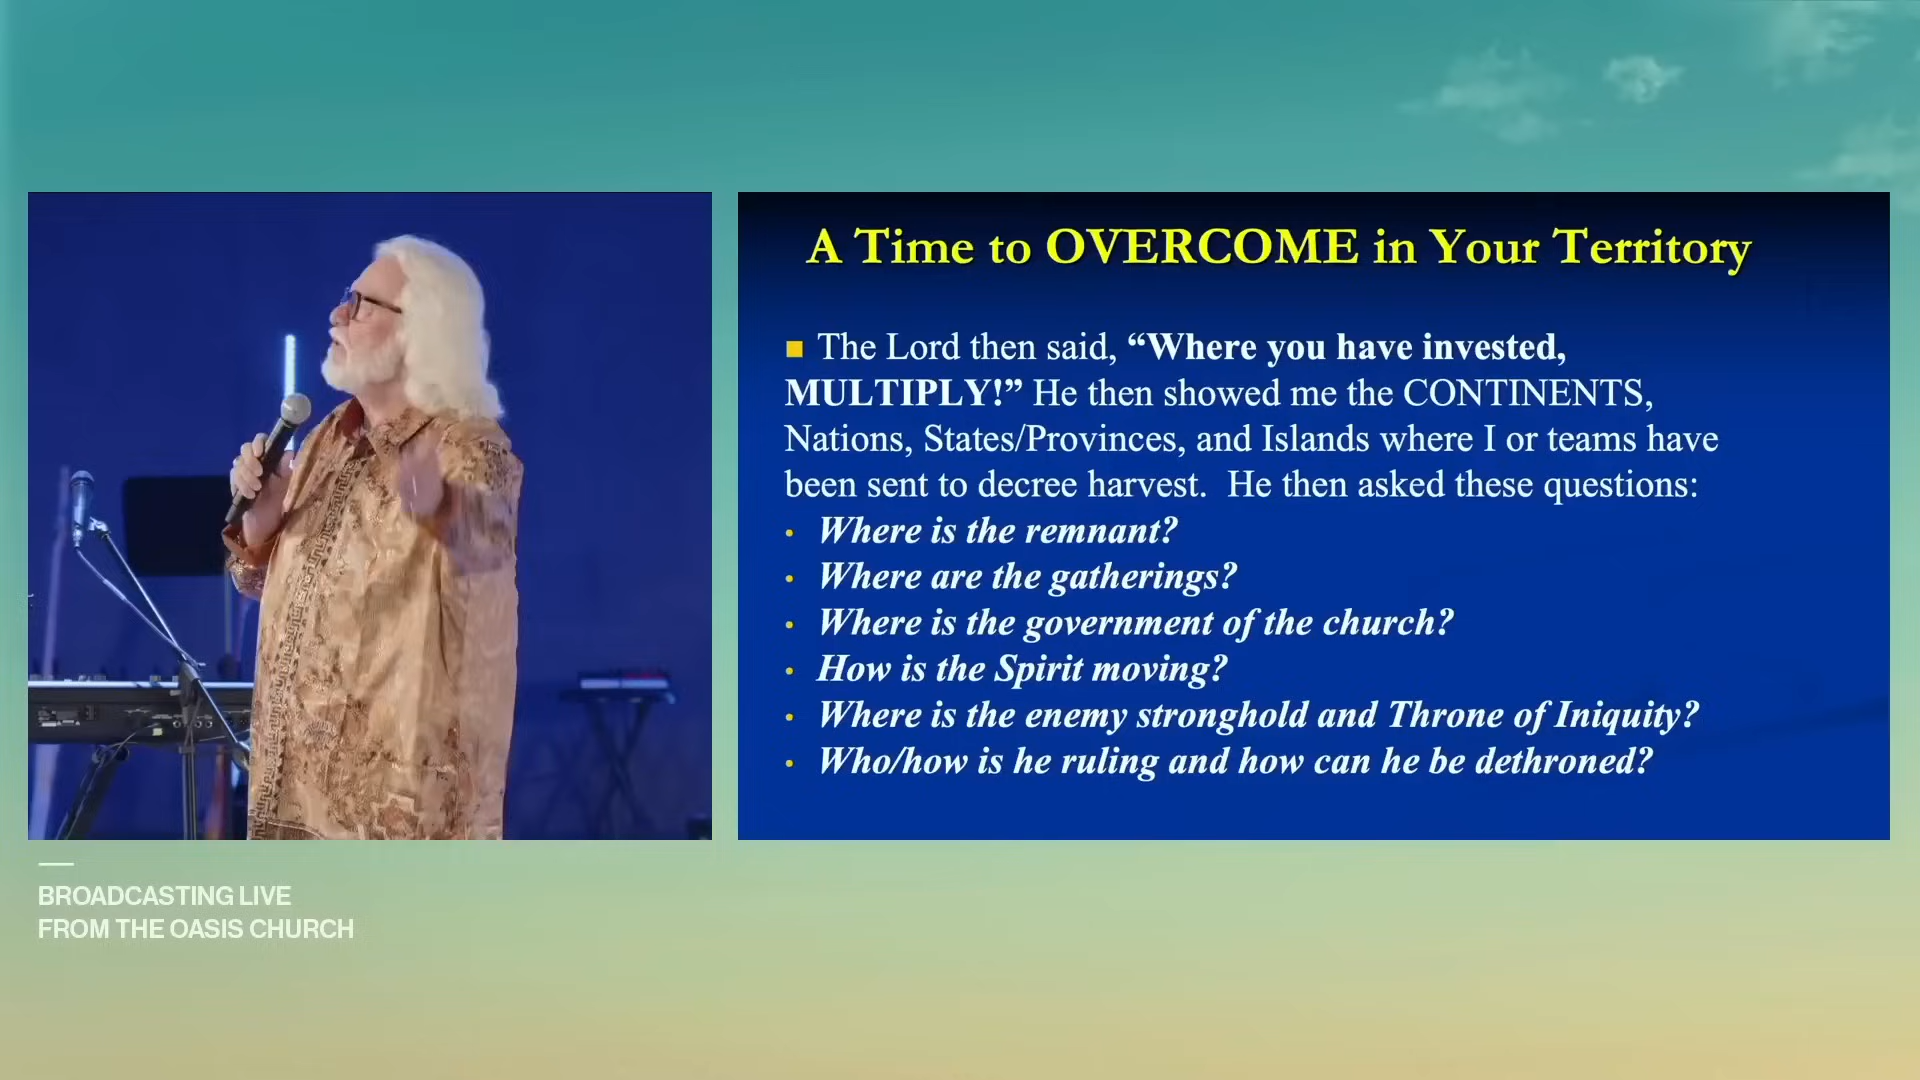 A Time to OVERCOME in Your Territory
■ The Lord then said, “Where you have invested,
MULTIPLY!” He then showed me the CONTINENTS,
Nations, States/Provinces, and Islands where I or teams have
been sent to decree harvest.  He then asked these questions:
• Where is the remnant?
• Where are the gatherings?
• Where is the government of the church?
• How is the Spirit moving?
• Where is the enemy stronghold and Throne of Iniquity?
• Who/how is he ruling and how can he be dethroned?
BROADCASTING LIVE
FROM THE OASIS CHURCH